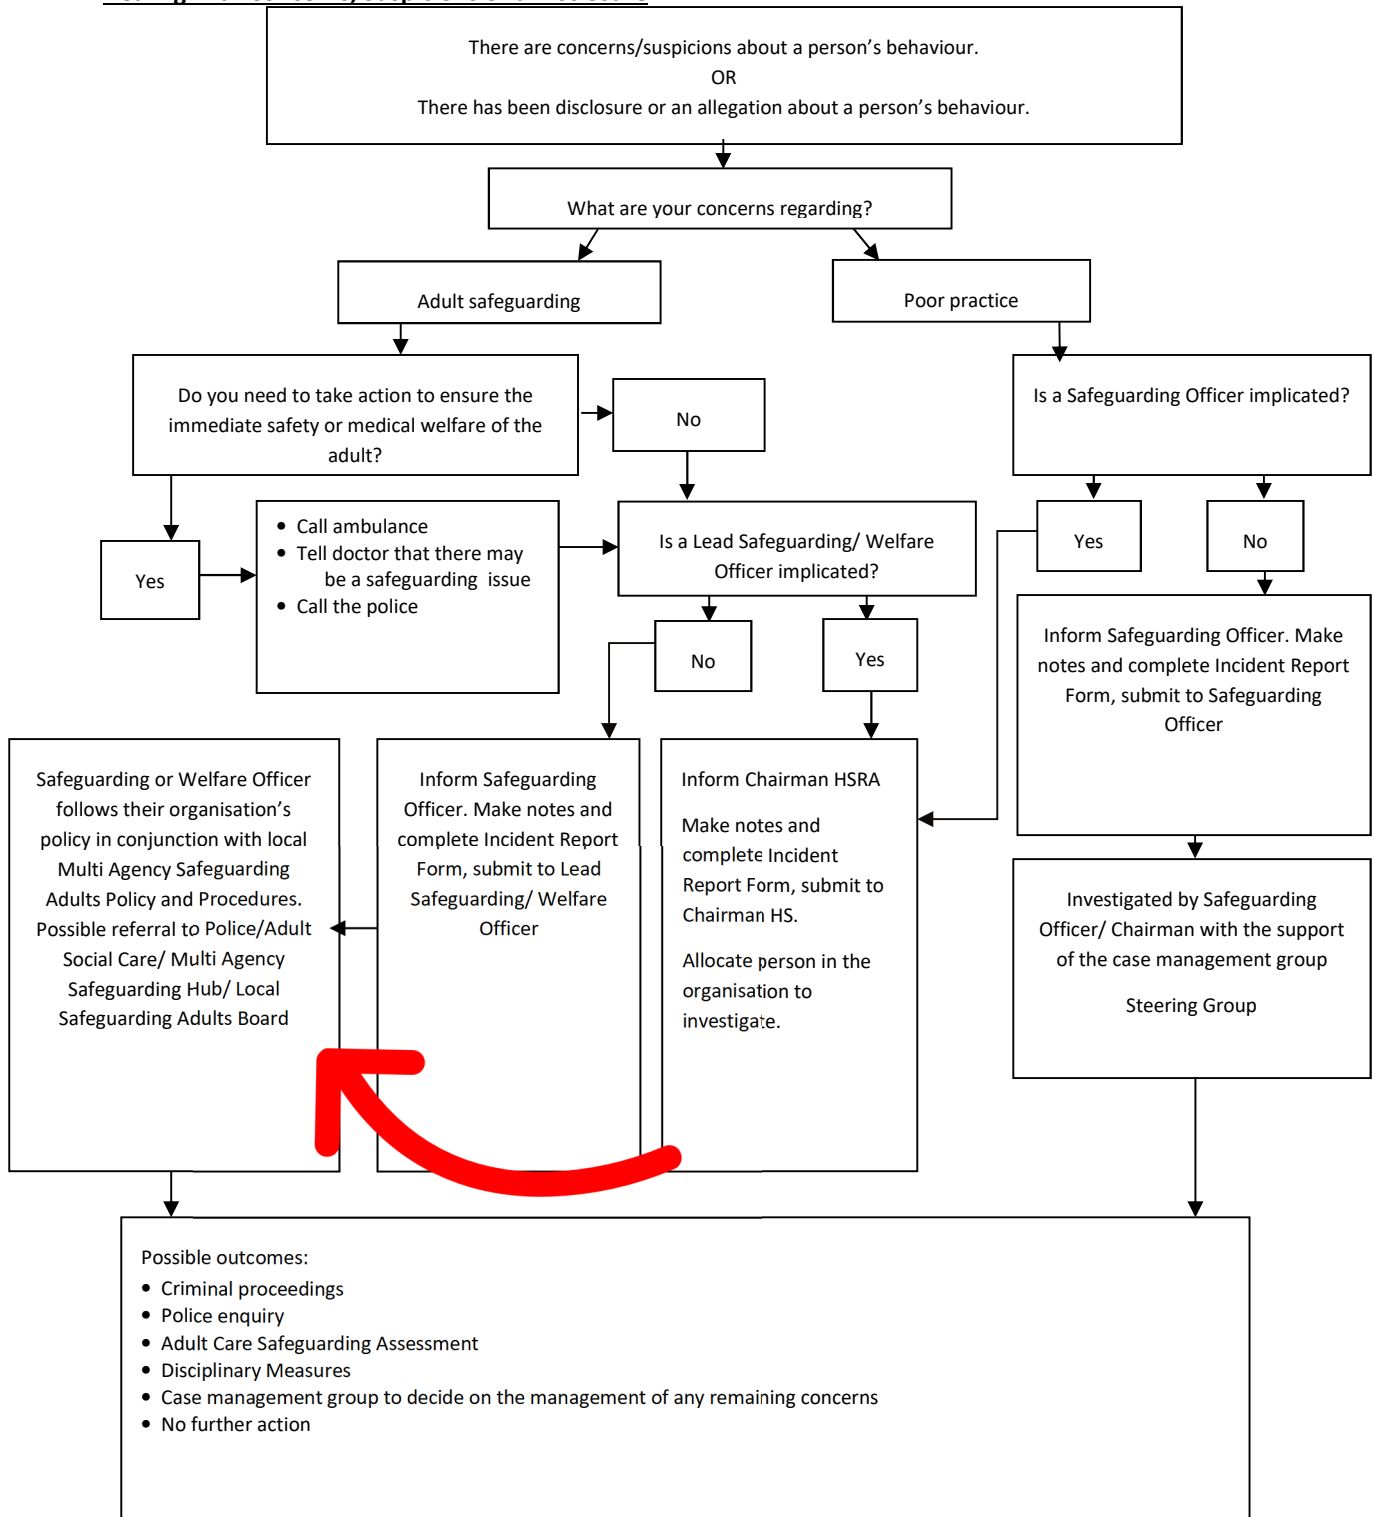 There are concerns/suspicions about a person’s behaviour.
OR
There has been disclosure or an allegation about a person’s behaviour.
What are your concerns regarding?
Adult safeguarding
Poor practice
Do you need to take action to ensure the
immediate safety or medical welfare of the
adult?
No
Is a Safeguarding Officer implicated?
Yes
• Call ambulance
• Tell doctor that there may
be a safeguarding issue
• Call the police
Is a Lead Safeguarding/ Welfare
Officer implicated?
Yes
No
No
Yes
Inform Safeguarding Officer. Make
notes and complete Incident Report
Form, submit to Safeguarding
Officer
Safeguarding or Welfare Officer
follows their organisation’s
policy in conjunction with local
Multi Agency Safeguarding
Adults Policy and Procedures.
Possible referral to Police/Adult
Social Care/ Multi Agency
Safeguarding Hub/ Local
Safeguarding Adults Board
Inform Safeguarding
Officer. Make notes and
complete Incident Report
Form, submit to Lead
Safeguarding/ Welfare
Officer
Inform Chairman HSRA
Make notes and
complete Incident
Report Form, submit to
Chairman HS.
Allocate person in the
organisation to
investigate.
Investigated by Safeguarding
Officer/ Chairman with the support
of the case management group
Steering Group
Possible outcomes:
• Criminal proceedings
• Police enquiry
• Adult Care Safeguarding Assessment
• Disciplinary Measures
• Case management group to decide on the management of any remaining concerns
• No further action